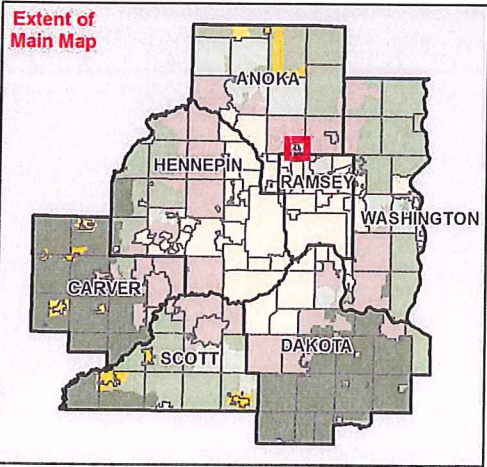 Extent of
Main Map
ANOKA
HENNEPIN
RAMSEY
WASHINGTON
CARVER
SCOTT
DAKOTA